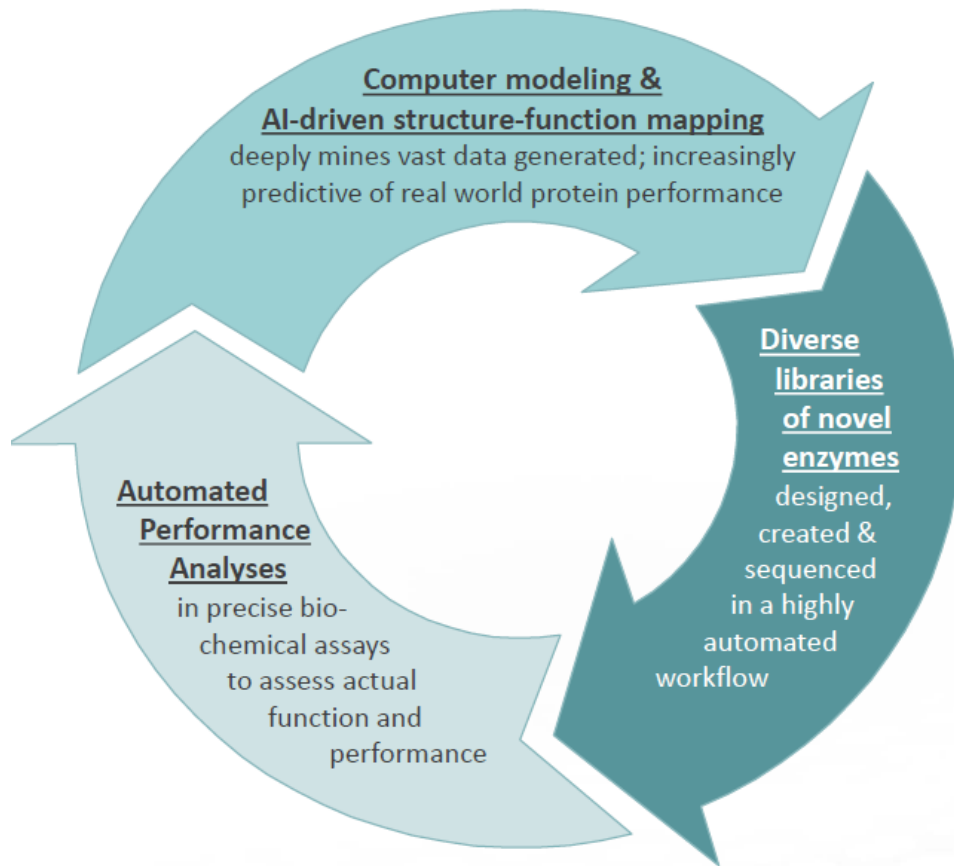 Computer modeling &
AI-driven structure-function mapping
deeply mines vast data generated; increasingly
predictive of real world protein performance
Diverse
libraries
of novel
enzymes
designed,
created &
sequenced
in a highly
automated
workflow
Automated
Performance
Analyses
in precise bio-
chemical assays
to assess actual
function and
performance